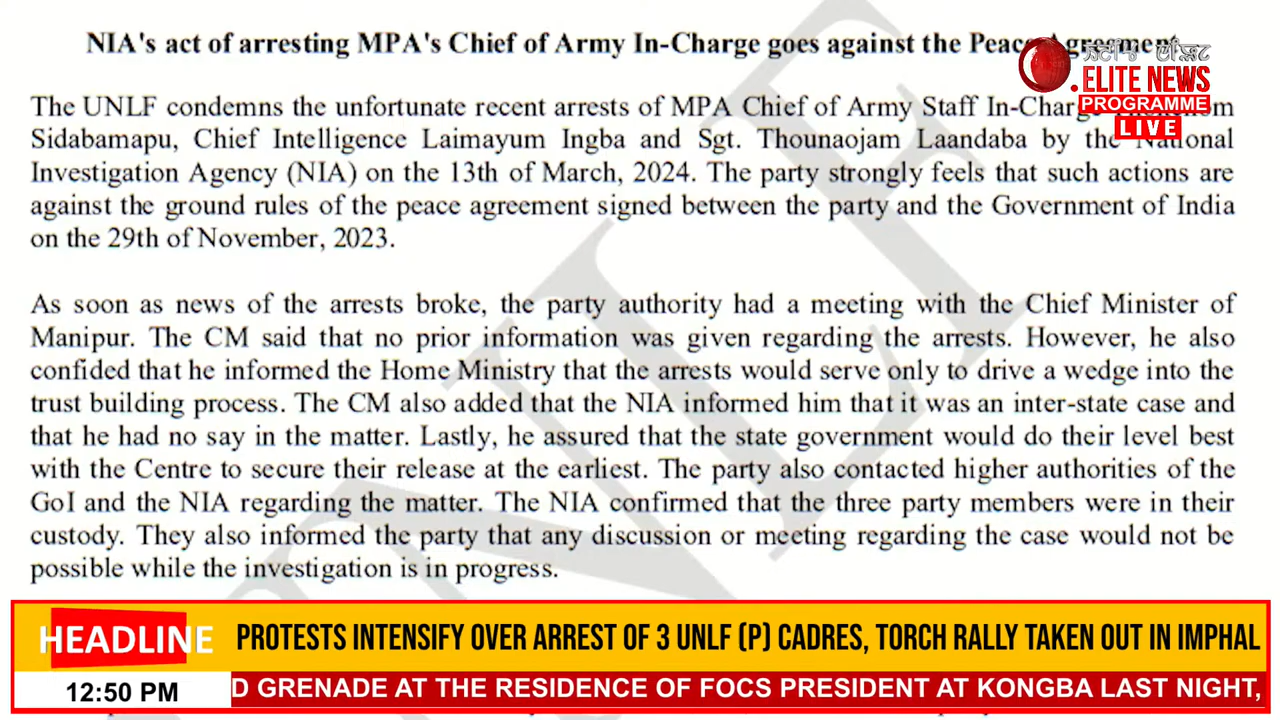 NIA's act of arresting MPA's Chief of Army In-Charge goes against the Peace Agreement
ELITE NEWS
PROGRAMME
LIVE
The UNLF condemns the unfortunate recent arrests of MPA Chief of Army Staff In-Charge
Sidabamapu, Chief Intelligence Laimayum Ingba and Sgt. Thounaojam Laandaba by the National
Investigation Agency (NIA) on the 13th of March, 2024. The party strongly feels that such actions are
against the ground rules of the peace agreement signed between the party and the Government of India
on the 29th of November, 2023.
As soon as news of the arrests broke, the party authority had a meeting with the Chief Minister of
Manipur. The CM said that no prior information was given regarding the arrests. However, he also
confided that he informed the Home Ministry that the arrests would serve only to drive a wedge into the
trust building process. The CM also added that the NIA informed him that it was an inter-state case and
that he had no say in the matter. Lastly, he assured that the state government would do their level best
with the Centre to secure their release at the earliest. The party also contacted higher authorities of the
GoI and the NIA regarding the matter. The NIA confirmed that the three party members were in their
custody. They also informed the party that any discussion or meeting regarding the case would not be
possible while the investigation is in progress.
HEADLINE
PROTESTS INTENSIFY OVER ARREST OF 3 UNLF (P) CADRES, TORCH RALLY TAKEN OUT IN IMPHAL
12:50 PM
D GRENADE AT THE RESIDENCE OF FOCS PRESIDENT AT KONGBA LAST NIGHT,